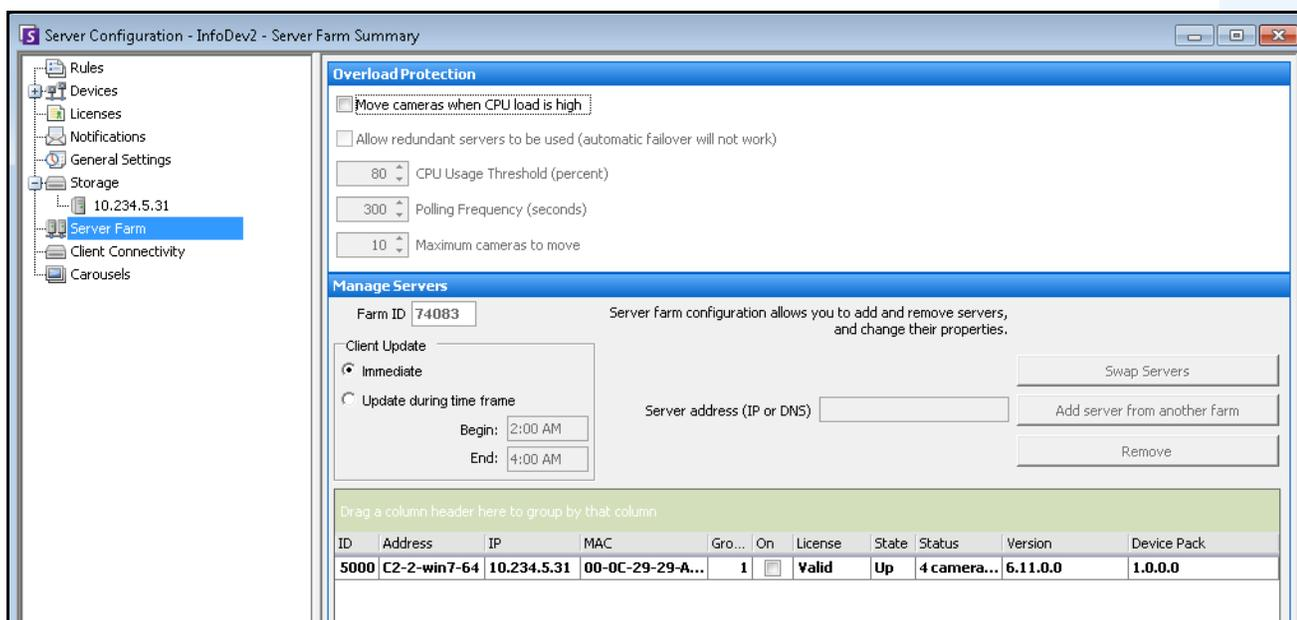 Server Configuration - InfoDev2 - Server Farm Summary
Rules
Devices
Licenses
Notifications
General Settings
Storage
10.234.5.31
Server Farm
Client Connectivity
Carousels
Overload Protection
Move cameras when CPU load is high
Allow redundant servers to be used (automatic failover will not work)
80 CPU Usage Threshold (percent)
300 Polling Frequency (seconds)
10 Maximum cameras to move
Manage Servers
Farm ID 74083
Server farm configuration allows you to add and remove servers,
and change their properties.
Client Update
Immediate
Update during time frame
Begin: 2:00 AM
End: 4:00 AM
Server address (IP or DNS)
Swap Servers
Add server from another farm
Remove
Drag a column header here to group by that column
ID Address IP MAC Gro... On License State Status Version Device Pack
5000 C2-2-win7-64 10.234.5.31 00-0C-29-29-A... 1 Valid Up 4 camera... 6.11.0.0 1.0.0.0